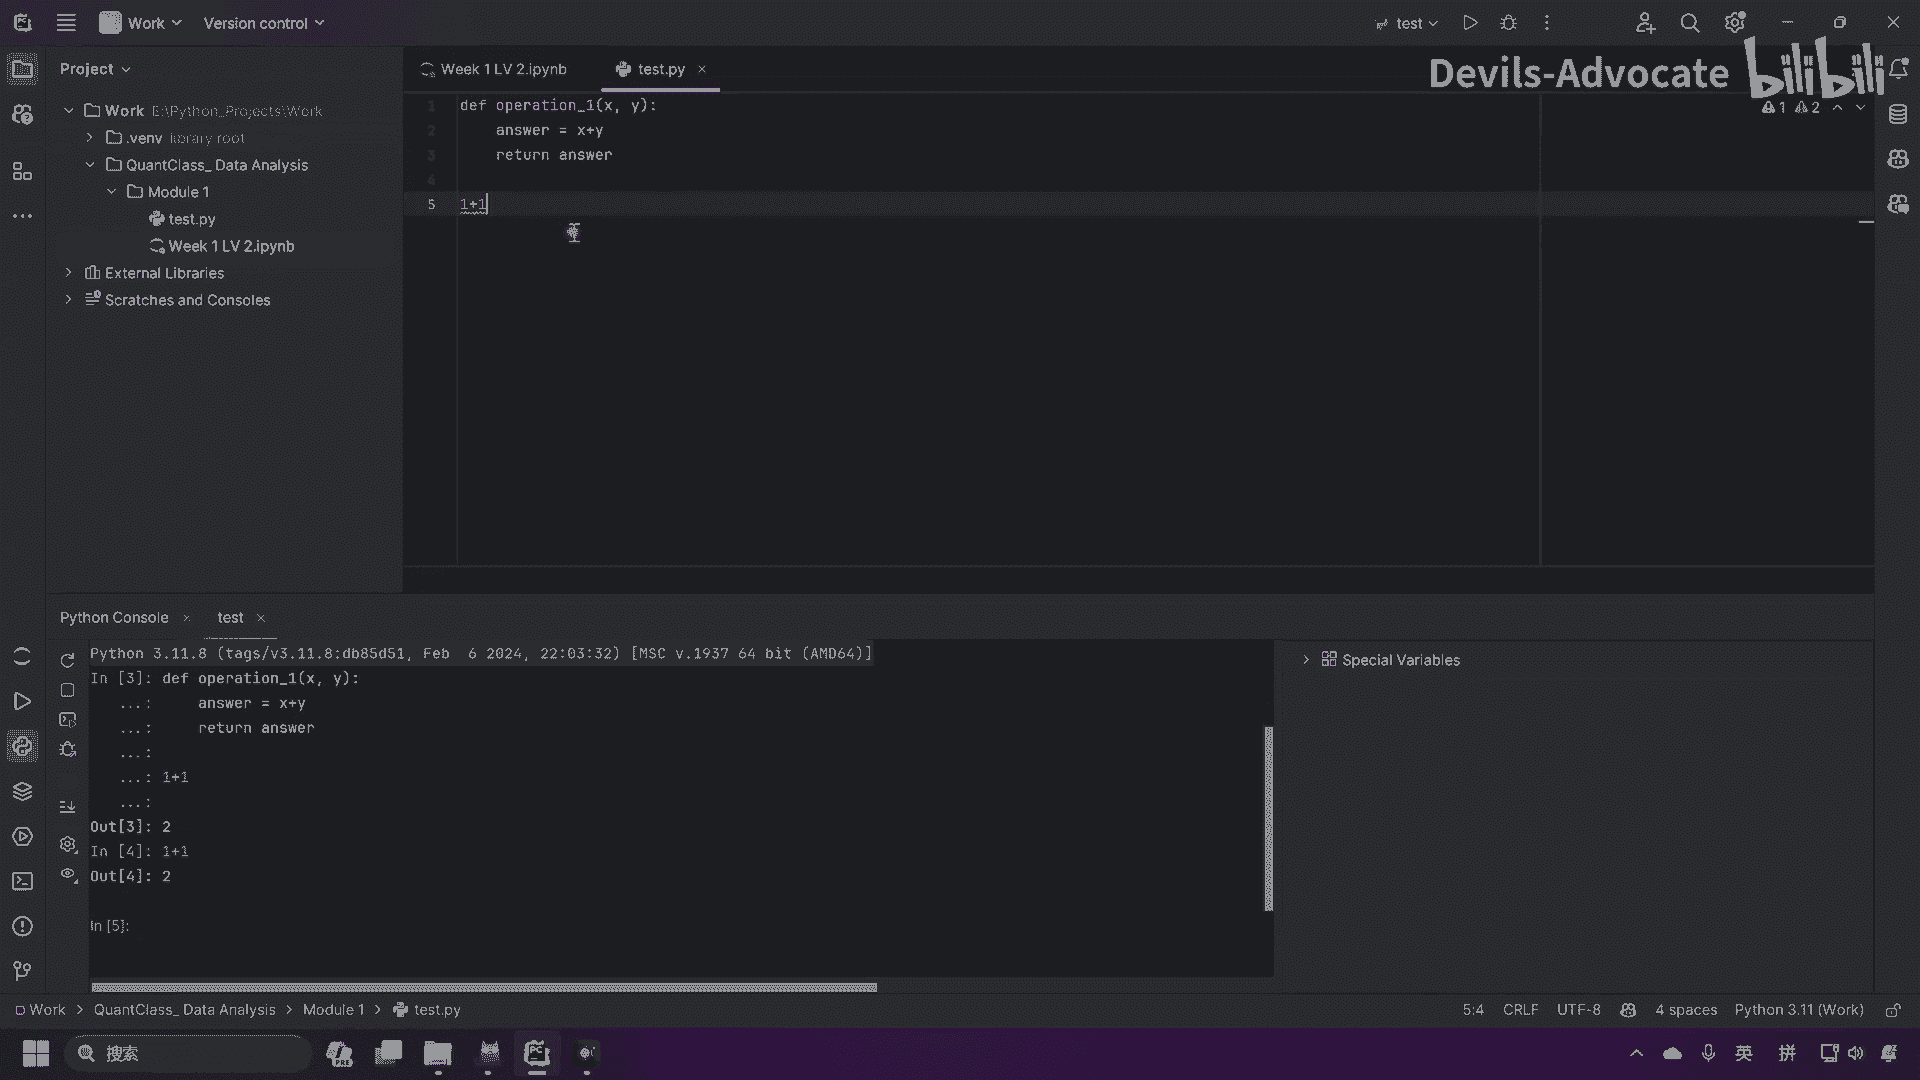 Work
Version control
test
Project
Week 1 LV 2.ipynb
test.py
Devils-Advocate bilibili
1 2
Work E:\Python_Projects\Work
.venv library root
QuantClass_ Data Analysis
Module 1
test.py
Week 1 LV 2.ipynb
External Libraries
Scratches and Consoles
1 def operation_1(x, y):
2     answer = x+y
3     return answer
4
5 1+1
Python Console
test
Python 3.11.8 (tags/v3.11.8:db85d51, Feb  6 2024, 22:03:32) [MSC v.1937 64 bit (AMD64)]
In [3]: def operation_1(x, y):
   ...:     answer = x+y
   ...:     return answer
   ...:
   ...: 1+1
   ...:
Out[3]: 2
In [4]: 1+1
Out[4]: 2
In [5]:
Special Variables
Work > QuantClass_ Data Analysis > Module 1 > test.py
5:4 CRLF UTF-8 4 spaces Python 3.11 (Work)
搜索
PRE
PC
英
拼